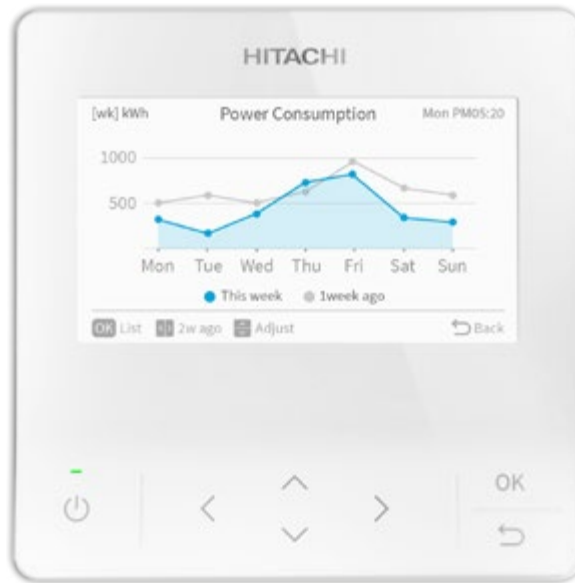 HITACHI
[wk] kWh Power Consumption Mon PM05:20
1000
500
Mon Tue Wed Thu Fri Sat Sun
This week 1week ago
OK List 2w ago Adjust Back
OK